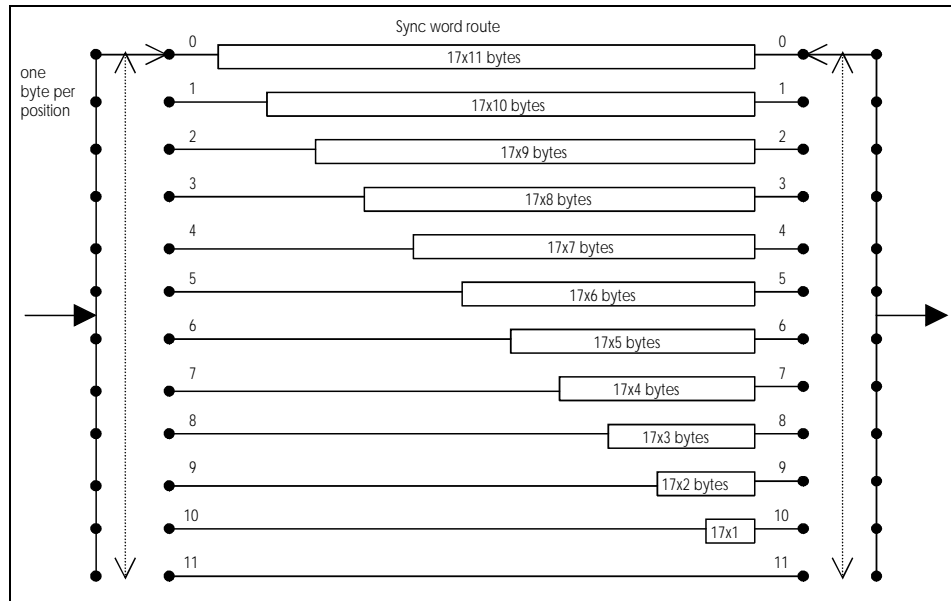 Sync word route
0 17x11 bytes 0
one
byte per
position
1 17x10 bytes 1
2 17x9 bytes 2
3 17x8 bytes 3
4 17x7 bytes 4
5 17x6 bytes 5
6 17x5 bytes 6
7 17x4 bytes 7
8 17x3 bytes 8
9 17x2 bytes 9
10 17x1 10
11 11